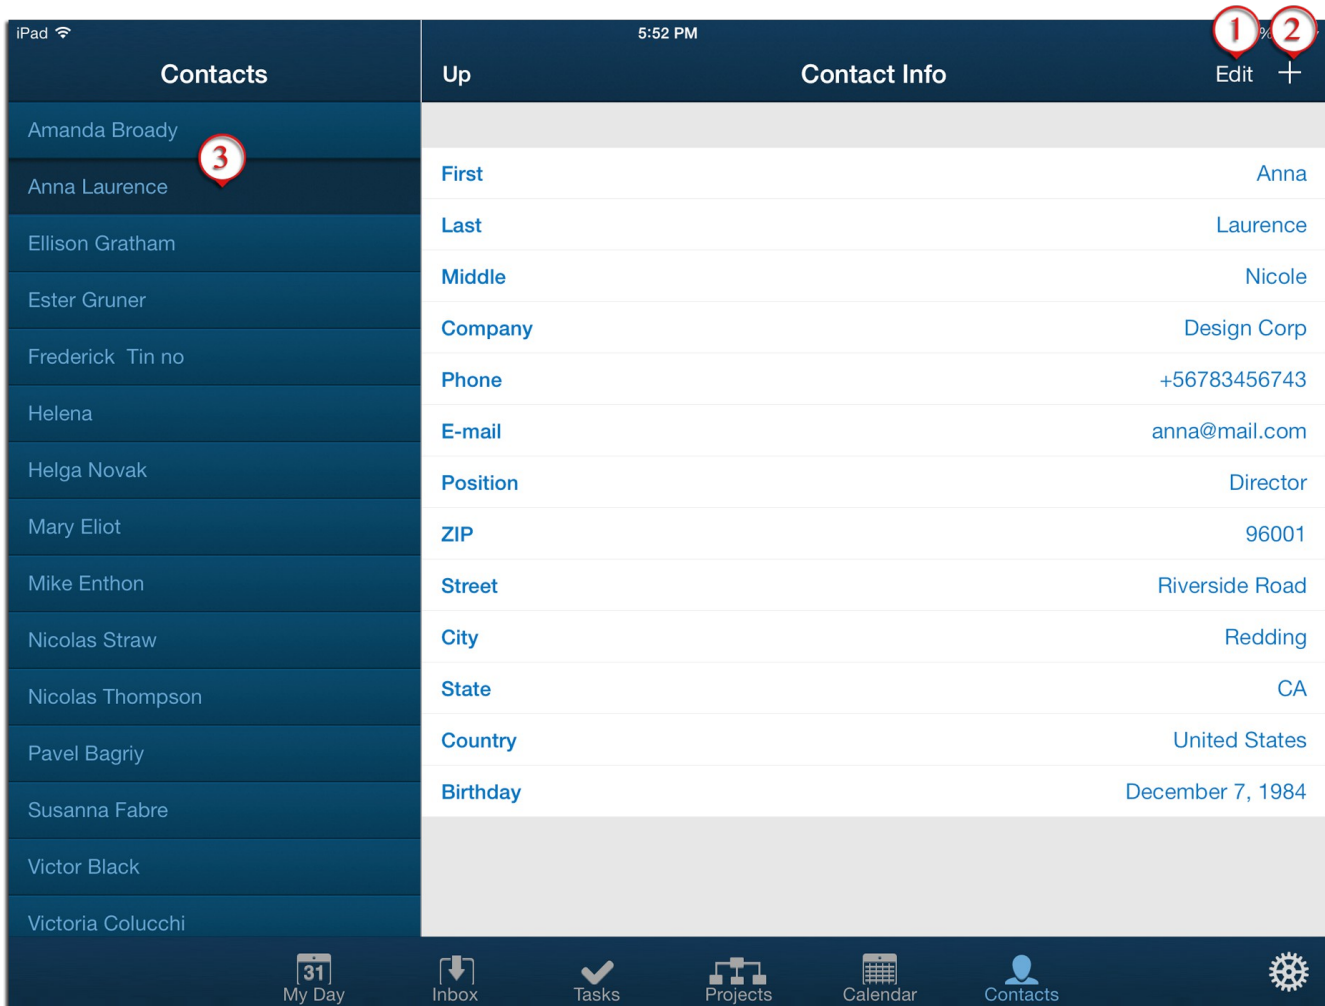 iPad
5:52 PM
1
%
2
Contacts
Up
Contact Info
Edit
Amanda Broady
3
Anna Laurence
Ellison Gratham
Ester Gruner
Frederick  Tin no
Helena
Helga Novak
Mary Eliot
Mike Enthon
Nicolas Straw
Nicolas Thompson
Pavel Bagriy
Susanna Fabre
Victor Black
Victoria Colucchi
First Anna
Last Laurence
Middle Nicole
Company Design Corp
Phone +56783456743
E-mail anna@mail.com
Position Director
ZIP 96001
Street Riverside Road
City Redding
State CA
Country United States
Birthday December 7, 1984
31
My Day
Inbox
Tasks
Projects
Calendar
Contacts